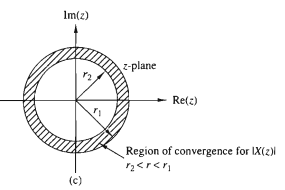 Im(z)
z-plane
r₂
Re(z)
r₁
Region of convergence for |X(z)|
r₂ < r < r₁
(c)